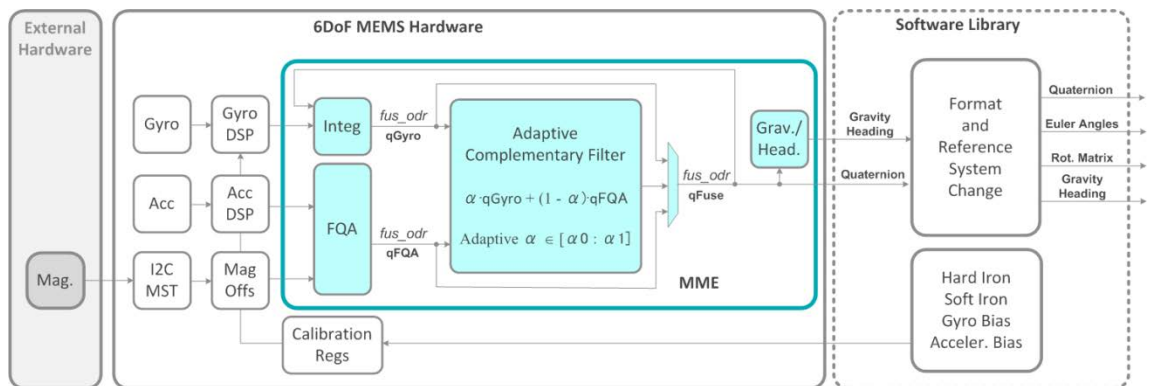 External
Hardware
Mag.
6DoF MEMS Hardware
Gyro
Gyro
DSP
Acc
Acc
DSP
I2C
MST
Mag
Offs
Calibration
Regs
Integ
FQA
fus_odr
qGyro
fus_odr
qFQA
Adaptive
Complementary Filter
α·qGyro + (1 - α)·qFQA
Adaptive α ∈ [α0 : α1]
fus_odr
qFuse
MME
Grav./
Head.
Gravity
Heading
Quaternion
Software Library
Format
and
Reference
System
Change
Quaternion
Euler Angles
Rot. Matrix
Gravity
Heading
Hard Iron
Soft Iron
Gyro Bias
Acceler. Bias